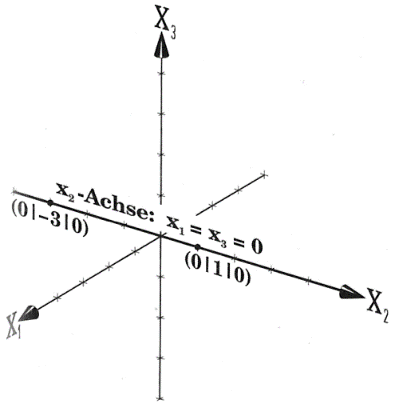 X₃
x₂-Achse: x₁ = x₃ = 0
(0|-3|0)
(0|1|0)
X₂
X₁